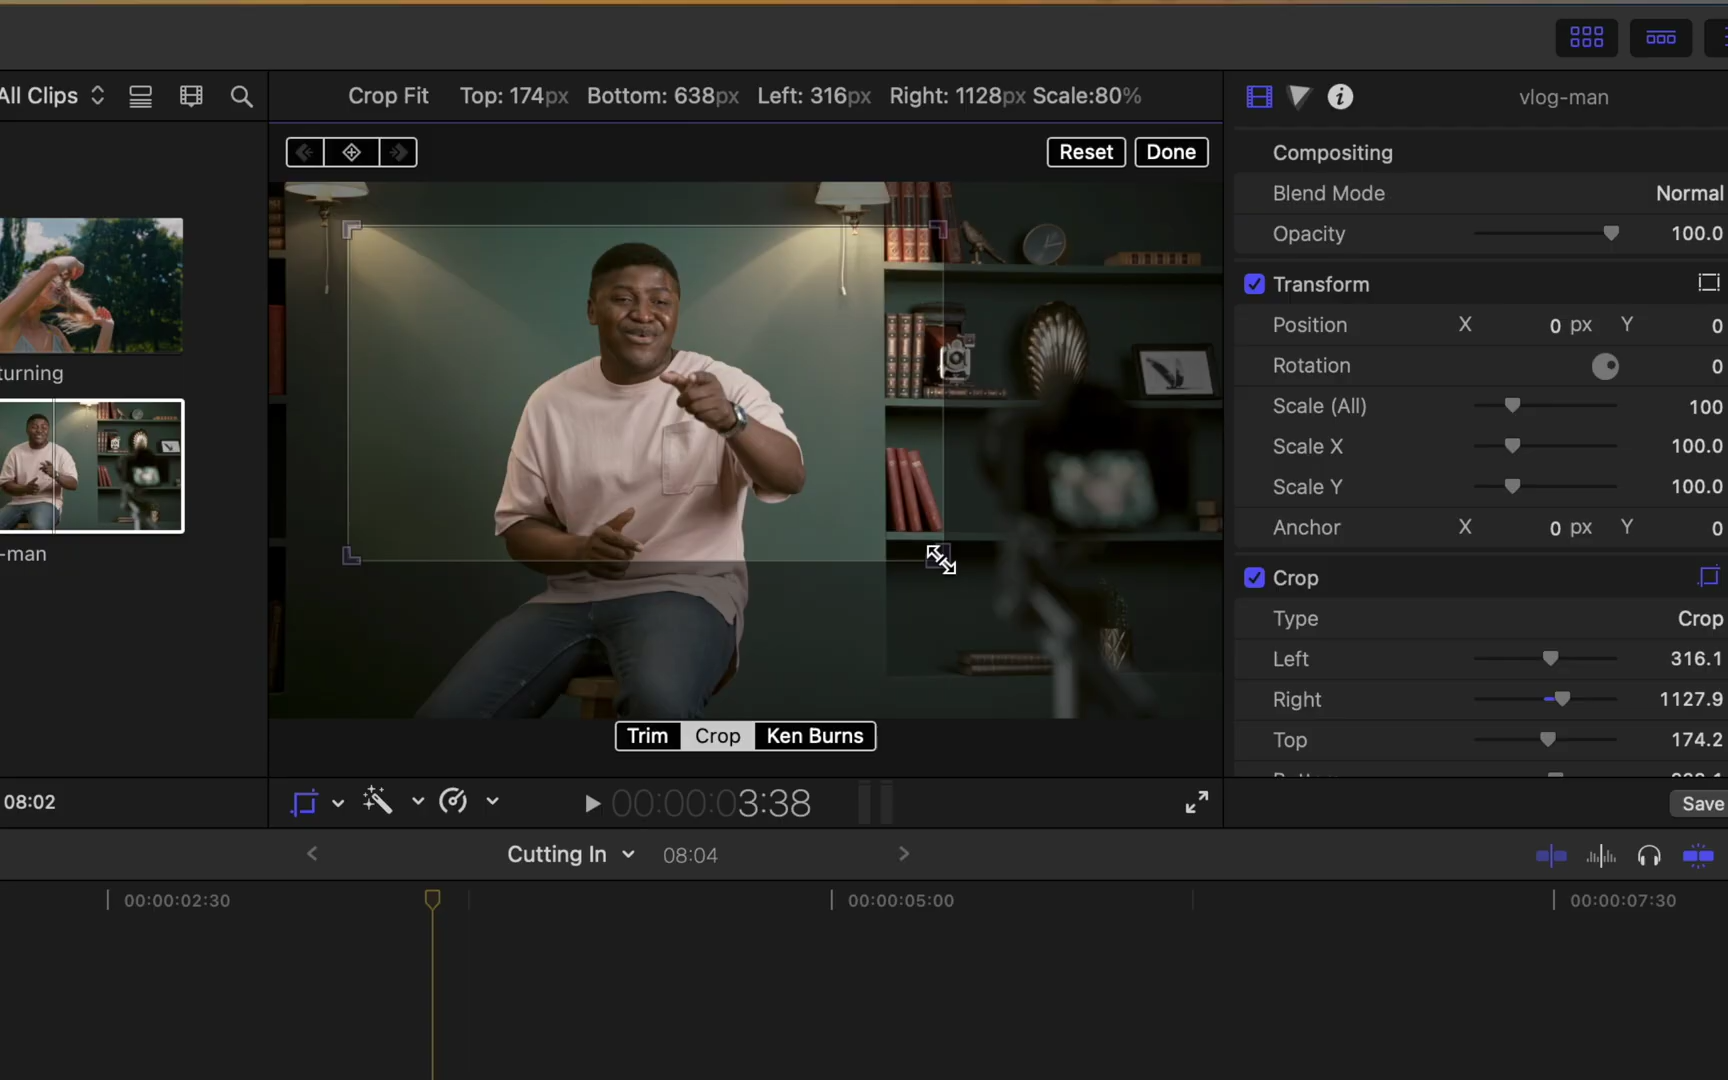 All Clips
Crop Fit Top: 174px Bottom: 638px Left: 316px Right: 1128px Scale:80%
vlog-man
Reset Done
Compositing
Blend Mode Normal
Opacity 100.0
Transform
Position X 0 px Y 0
Rotation 0
Scale (All) 100
Scale X 100.0
Scale Y 100.0
Anchor X 0 px Y 0
Crop
Type Crop
Left 316.1
Right 1127.9
Top 174.2
turning
-man
Trim Crop Ken Burns
08:02
00:00:03:38
Save
Cutting In 08:04
00:00:02:30 00:00:05:00 00:00:07:30